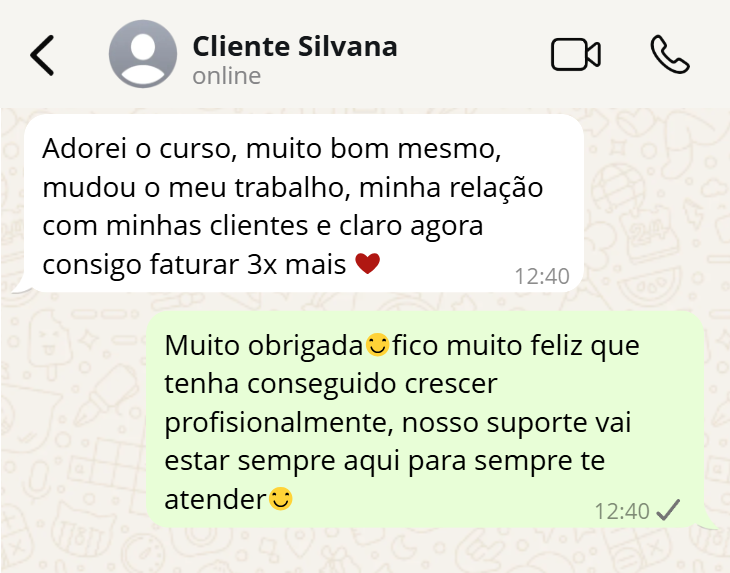 Cliente Silvana
online
Adorei o curso, muito bom mesmo,
mudou o meu trabalho, minha relação
com minhas clientes e claro agora
consigo faturar 3x mais ❤
12:40
Muito obrigada😊fico muito feliz que
tenha conseguido crescer
profisionalmente, nosso suporte vai
estar sempre aqui para sempre te
atender😊
12:40